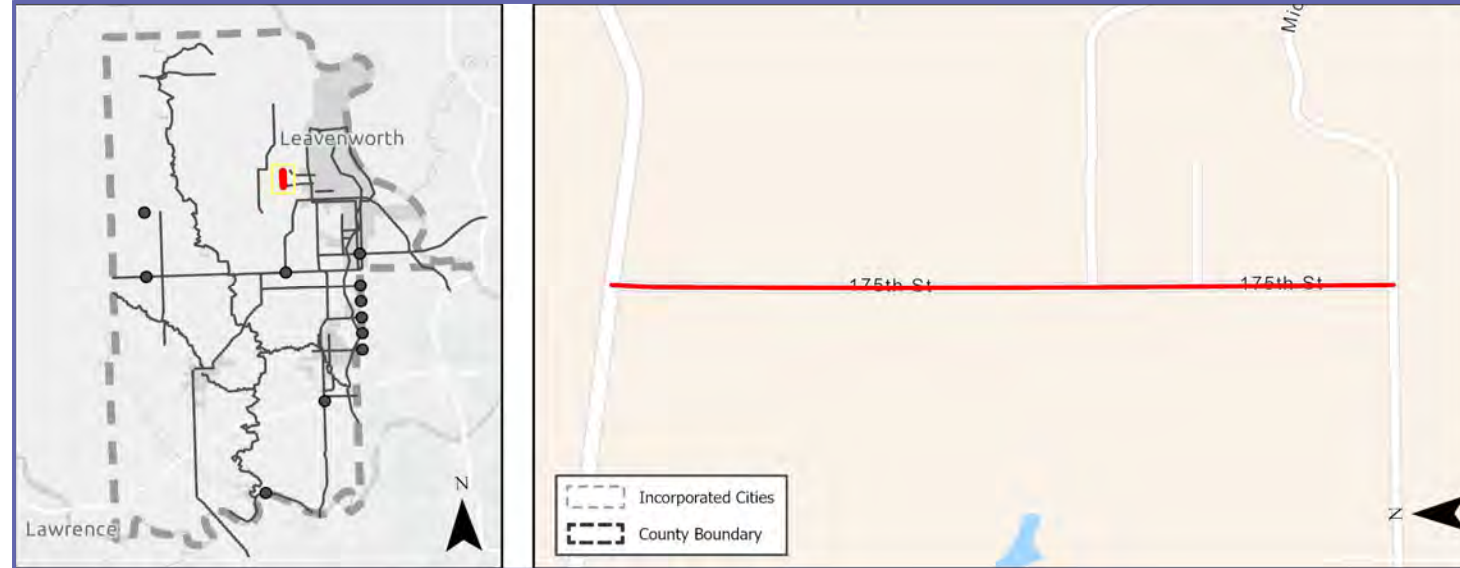 Leavenworth
Lawrence
N
175th St
175th St
Incorporated Cities
County Boundary
N